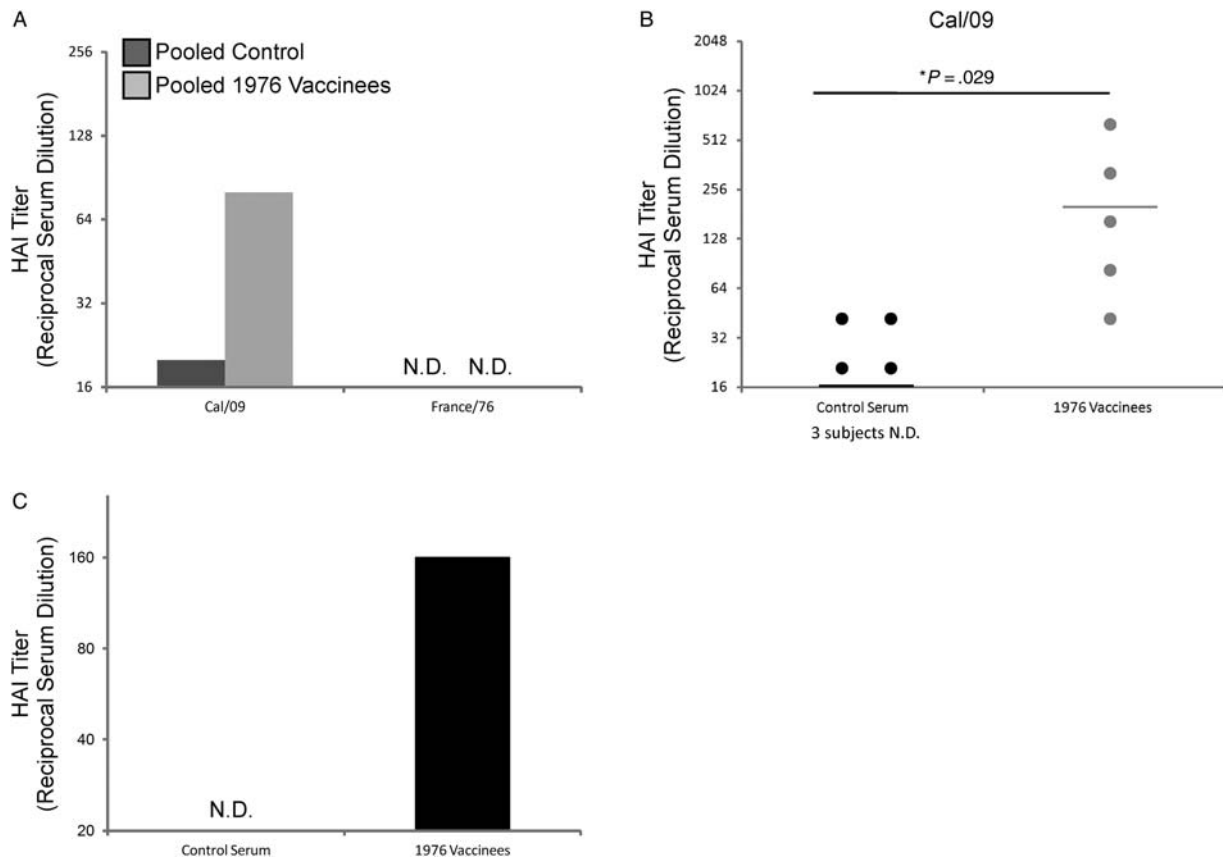 A
Pooled Control
Pooled 1976 Vaccinees
HAI Titer
(Reciprocal Serum Dilution)
256
128
64
32
16
N.D. N.D.
Cal/09 France/76
B
Cal/09
*P = .029
HAI Titer
(Reciprocal Serum Dilution)
2048
1024
512
256
128
64
32
16
Control Serum 1976 Vaccinees
3 subjects N.D.
C
HAI Titer
(Reciprocal Serum Dilution)
160
80
40
20
N.D.
Control Serum 1976 Vaccinees